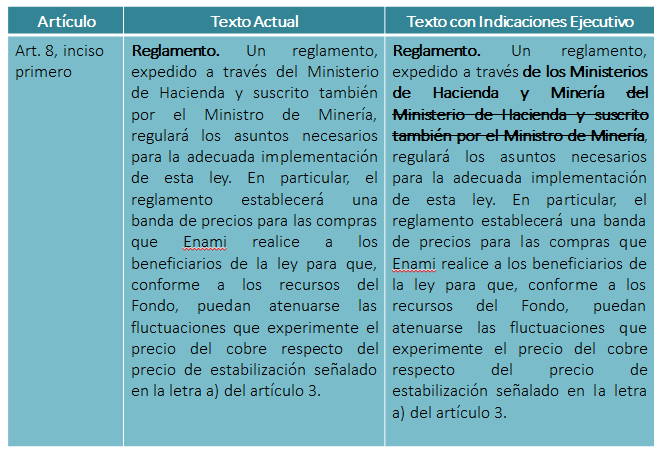 Artículo
Texto Actual
Texto con Indicaciones Ejecutivo
Art. 8, inciso
primero
Reglamento. Un reglamento,
expedido a través del Ministerio
de Hacienda y suscrito también
por el Ministro de Minería,
regulará los asuntos necesarios
para la adecuada implementación
de esta ley. En particular, el
reglamento establecerá una
banda de precios para las compras
que Enami realice a los
beneficiarios de la ley para que,
conforme a los recursos del
Fondo, puedan atenuarse las
fluctuaciones que experimente el
precio del cobre respecto del
precio de estabilización señalado
en la letra a) del artículo 3.
Reglamento. Un reglamento,
expedido a través de los Ministerios
de Hacienda y Minería del
Ministerio de Hacienda y suscrito
también por el Ministro de Minería,
regulará los asuntos necesarios
para la adecuada implementación
de esta ley. En particular, el
reglamento establecerá una banda
de precios para las compras que
Enami realice a los beneficiarios de
la ley para que, conforme a los
recursos del Fondo, puedan
atenuarse las fluctuaciones que
experimente el precio del cobre
respecto del precio de
estabilización señalado en la letra
a) del artículo 3.